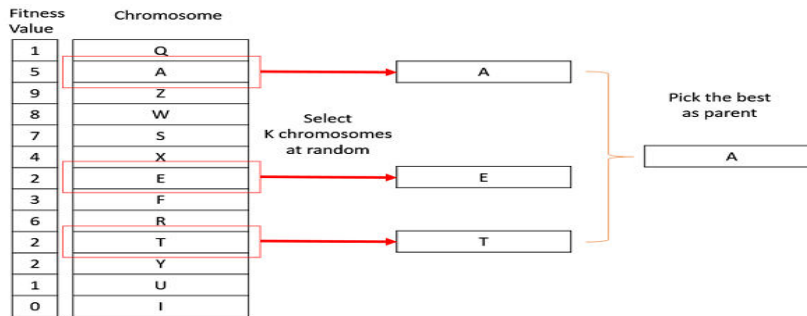 Fitness
Value
Chromosome
1 Q
5 A
9 Z
8 W
7 S
4 X
2 E
3 F
6 R
2 T
2 Y
1 U
0 I
A
Select
K chromosomes
at random
E
T
Pick the best
as parent
A